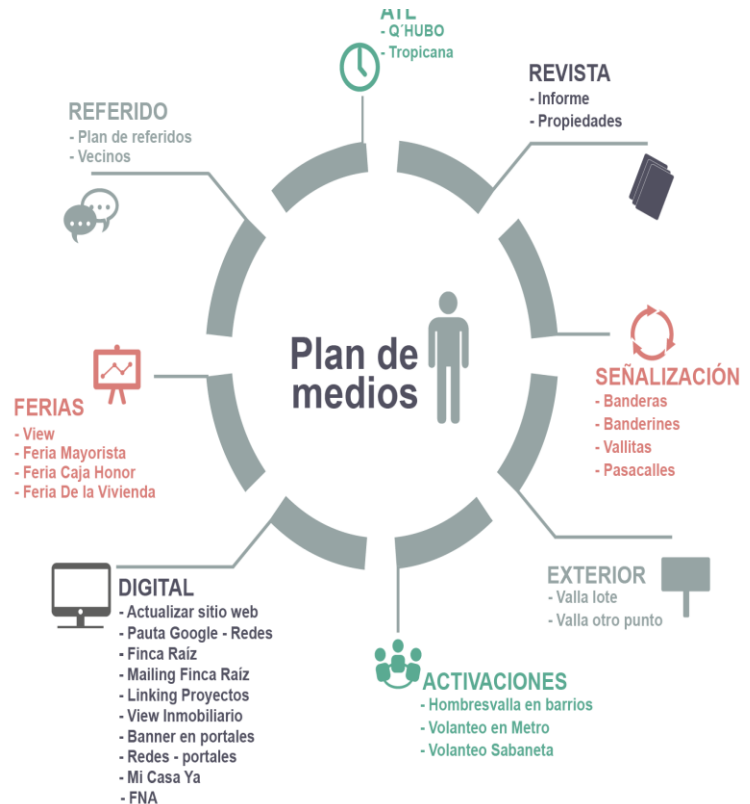 ATL
- Q'HUBO
- Tropicana
REVISTA
- Informe
- Propiedades
REFERIDO
- Plan de referidos
- Vecinos
Plan de
medios
SEÑALIZACIÓN
- Banderas
- Banderines
- Vallitas
- Pasacalles
FERIAS
- View
- Feria Mayorista
- Feria Caja Honor
- Feria De la Vivienda
EXTERIOR
- Valla lote
- Valla otro punto
DIGITAL
- Actualizar sitio web
- Pauta Google - Redes
- Finca Raíz
- Mailing Finca Raíz
- Linking Proyectos
- View Inmobiliario
- Banner en portales
- Redes - portales
- Mi Casa Ya
- FNA
ACTIVACIONES
- Hombresvalla en barrios
- Volanteo en Metro
- Volanteo Sabaneta